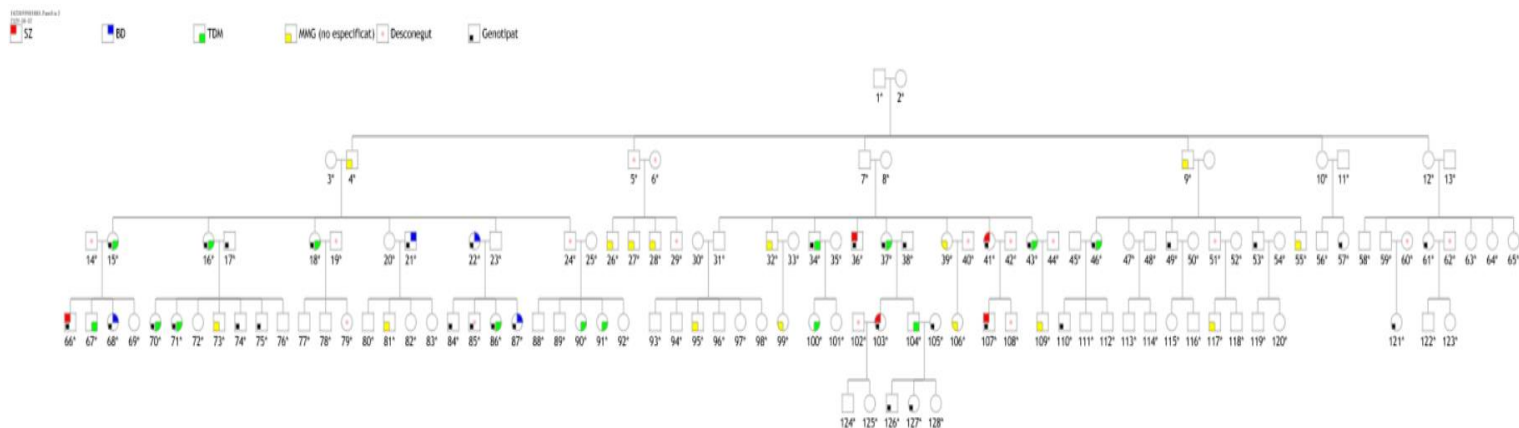 SZ BD TDM MMG (no especificat) Desconegut Genotipat
1* 2*
3* 4* 5* 6* 7* 8* 9* 10* 11* 12* 13*
14* 15* 16* 17* 18* 19* 20* 21* 22* 23* 24* 25* 26* 27* 28* 29* 30* 31* 32* 33* 34* 35* 36* 37* 38* 39* 40* 41* 42* 43* 44* 45* 46* 47* 48* 49* 50* 51* 52* 53* 54* 55* 56* 57* 58* 59* 60* 61* 62* 63* 64* 65*
66* 67* 68* 69* 70* 71* 72* 73* 74* 75* 76* 77* 78* 79* 80* 81* 82* 83* 84* 85* 86* 87* 88* 89* 90* 91* 92* 93* 94* 95* 96* 97* 98* 99* 100* 101* 102* 103* 104* 105* 106* 107* 108* 109* 110* 111* 112* 113* 114* 115* 116* 117* 118* 119* 120* 121* 122* 123*
124* 125* 126* 127* 128*